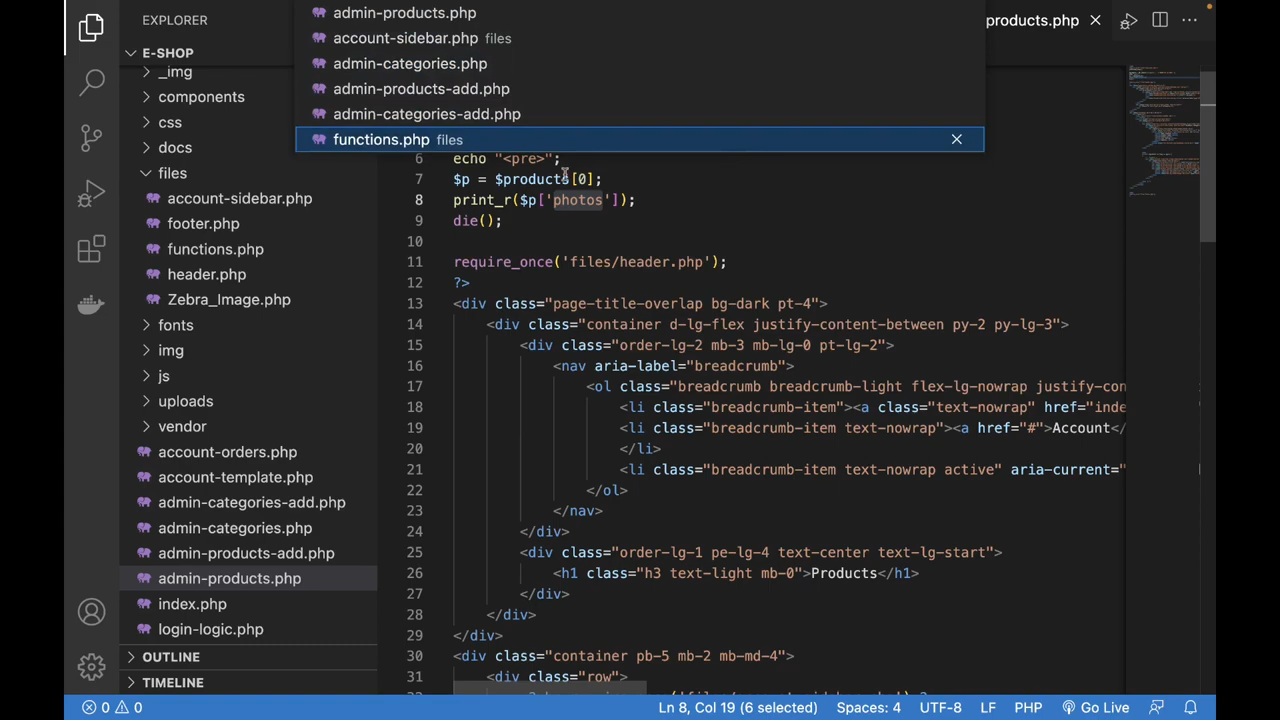 EXPLORER
E-SHOP
_img
components
css
docs
files
account-sidebar.php
footer.php
functions.php
header.php
Zebra_Image.php
fonts
img
js
uploads
vendor
account-orders.php
account-template.php
admin-categories-add.php
admin-categories.php
admin-products-add.php
admin-products.php
index.php
login-logic.php
OUTLINE
TIMELINE
admin-products.php
account-sidebar.php files
admin-categories.php
admin-products-add.php
admin-categories-add.php
functions.php files
products.php
6 echo "<pre>";
7 $p = $products[0];
8 print_r($p['photos']);
9 die();
10
11 require_once('files/header.php');
12 ?>
13 <div class="page-title-overlap bg-dark pt-4">
14 <div class="container d-lg-flex justify-content-between py-2 py-lg-3">
15 <div class="order-lg-2 mb-3 mb-lg-0 pt-lg-2">
16 <nav aria-label="breadcrumb">
17 <ol class="breadcrumb breadcrumb-light flex-lg-nowrap justify-con
18 <li class="breadcrumb-item"><a class="text-nowrap" href="inde
19 <li class="breadcrumb-item text-nowrap"><a href="#">Account</
20 </li>
21 <li class="breadcrumb-item text-nowrap active" aria-current="
22 </ol>
23 </nav>
24 </div>
25 <div class="order-lg-1 pe-lg-4 text-center text-lg-start">
26 <h1 class="h3 text-light mb-0">Products</h1>
27 </div>
28 </div>
29 </div>
30 <div class="container pb-5 mb-2 mb-md-4">
31 <div class="row">
0 0
Ln 8, Col 19 (6 selected)
Spaces: 4
UTF-8
LF
PHP
Go Live